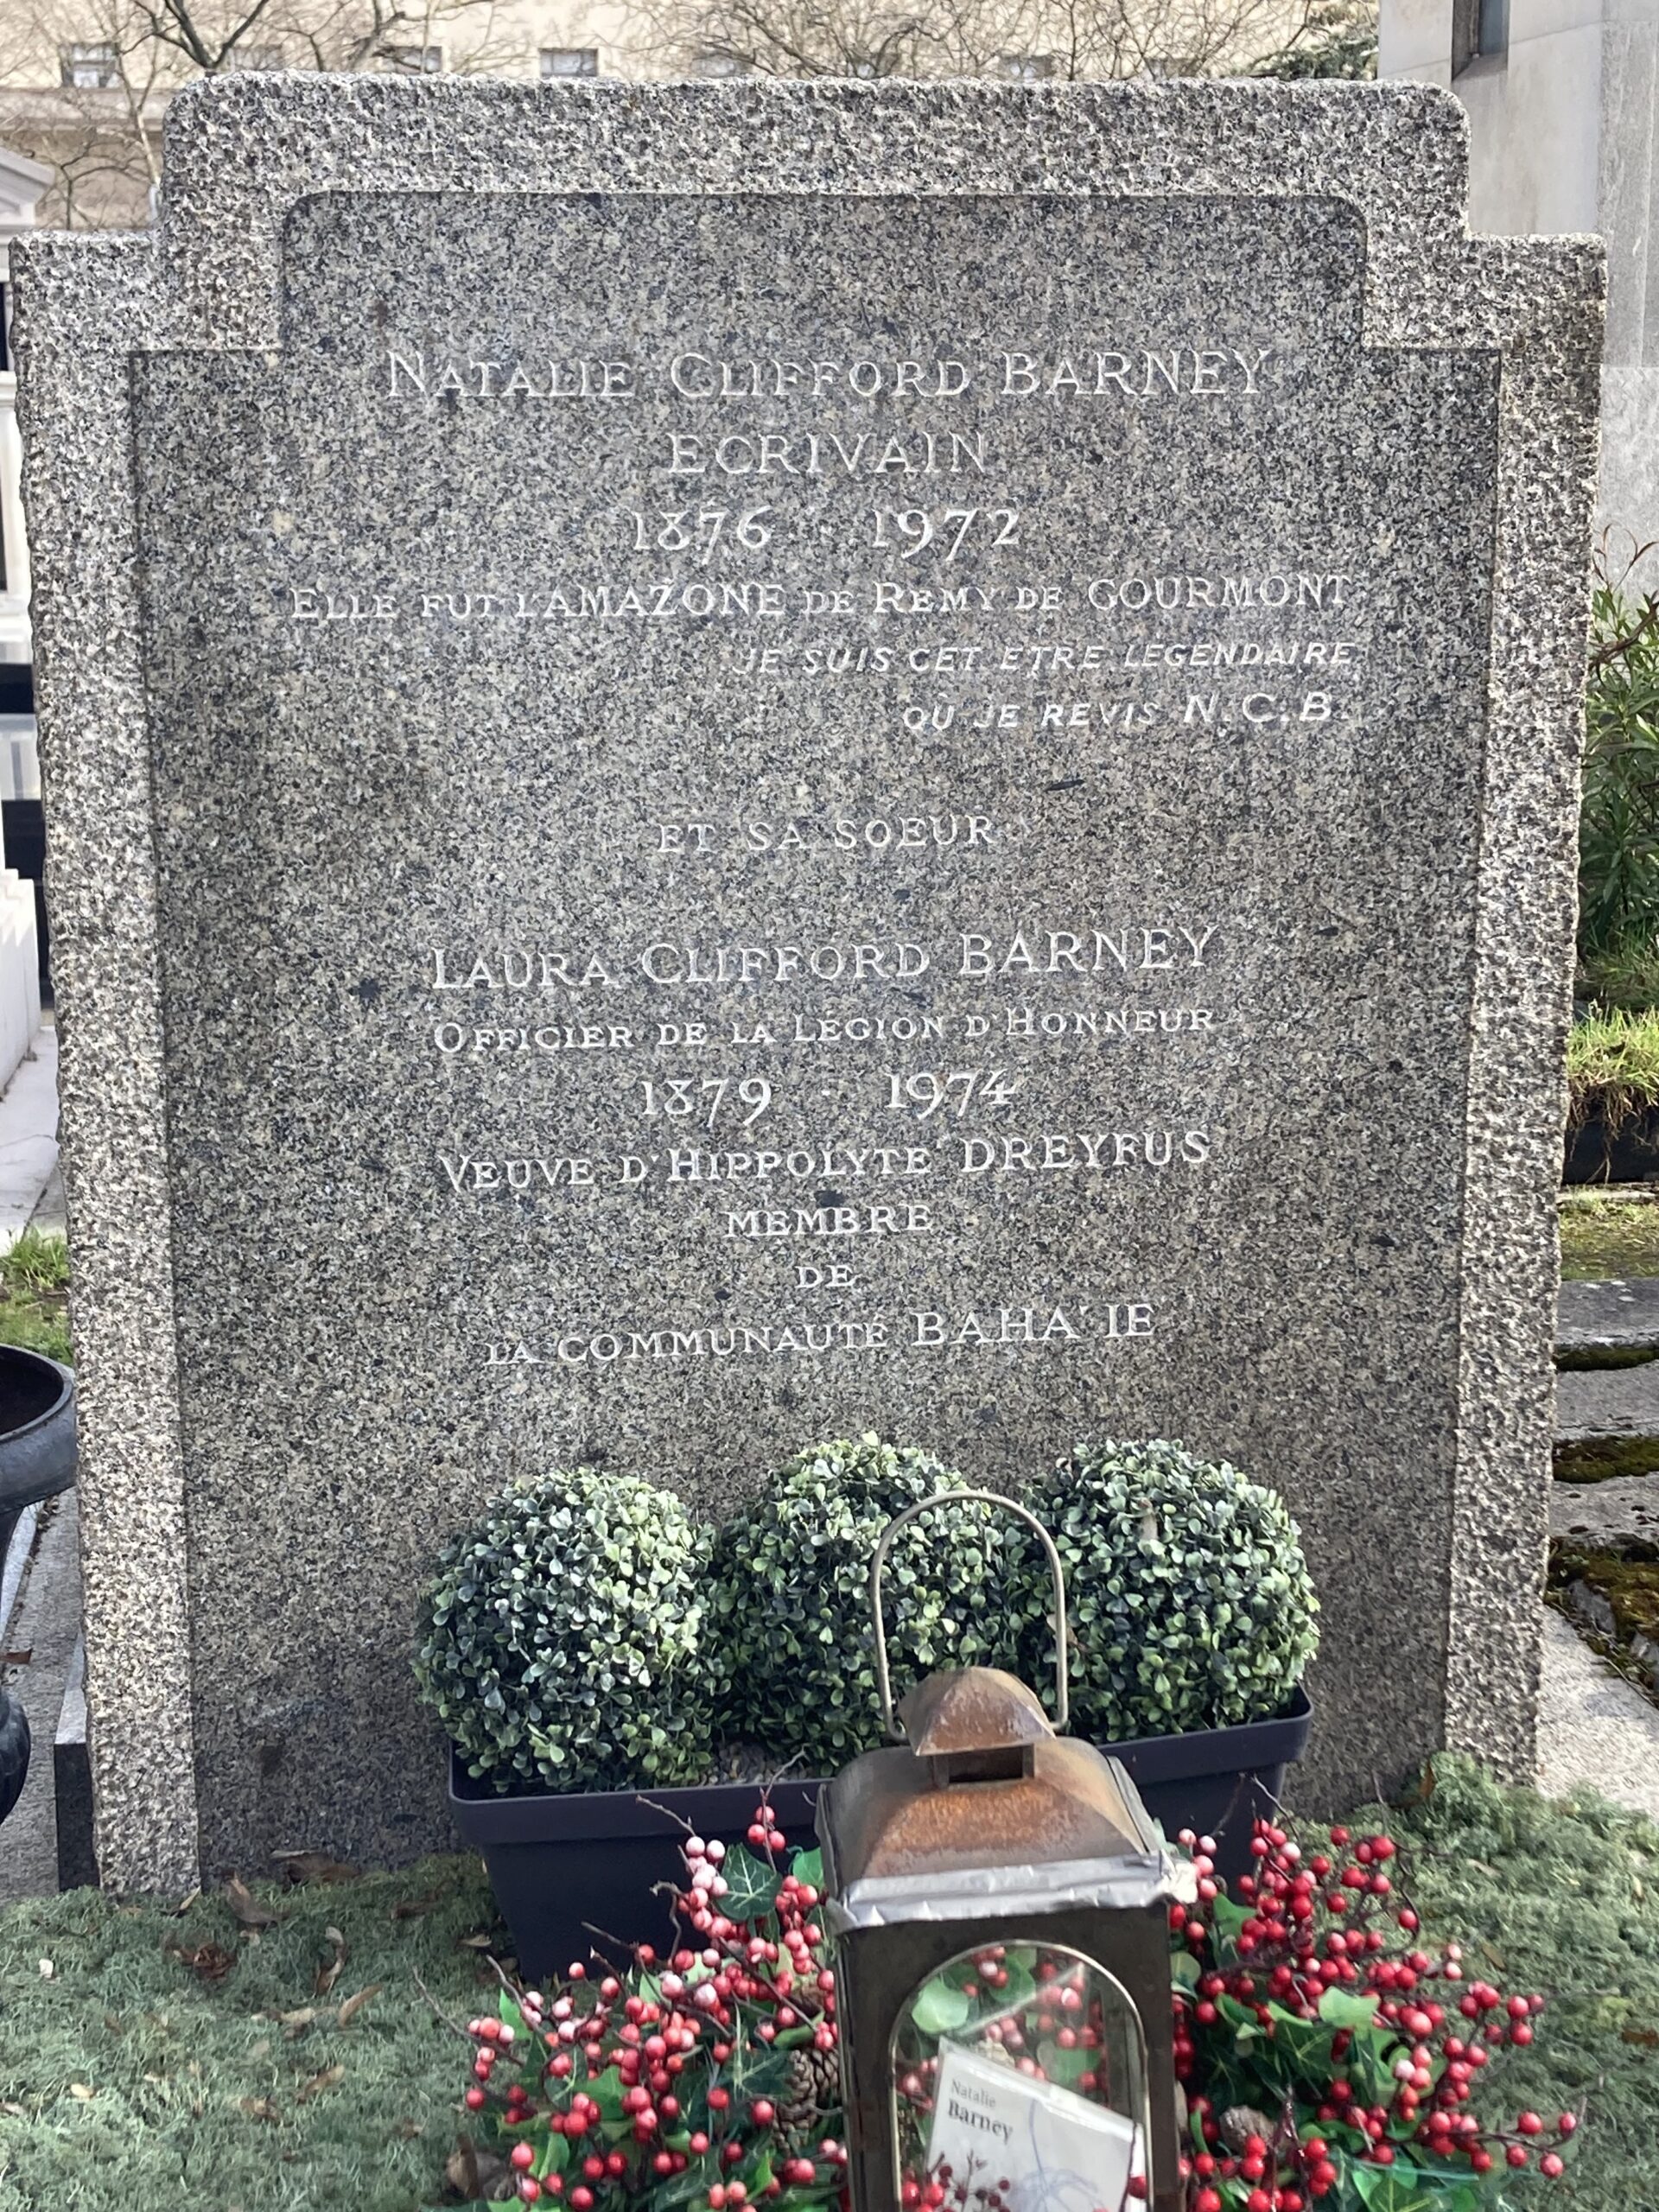 NATALIE CLIFFORD BARNEY
ECRIVAIN
1876 1972
ELLE FUT L'AMAZONE DE REMY DE GOURMONT
JE SUIS CET ETRE LEGENDAIRE
OÙ JE REVIS N.C.B.
ET SA SOEUR
LAURA CLIFFORD BARNEY
OFFICIER DE LA LEGION D'HONNEUR
1879 · 1974
VEUVE D'HIPPOLYTE DREYFUS
MEMBRE
DE
LA COMMUNAUTÉ BAHA'IE
Natalie
Barney